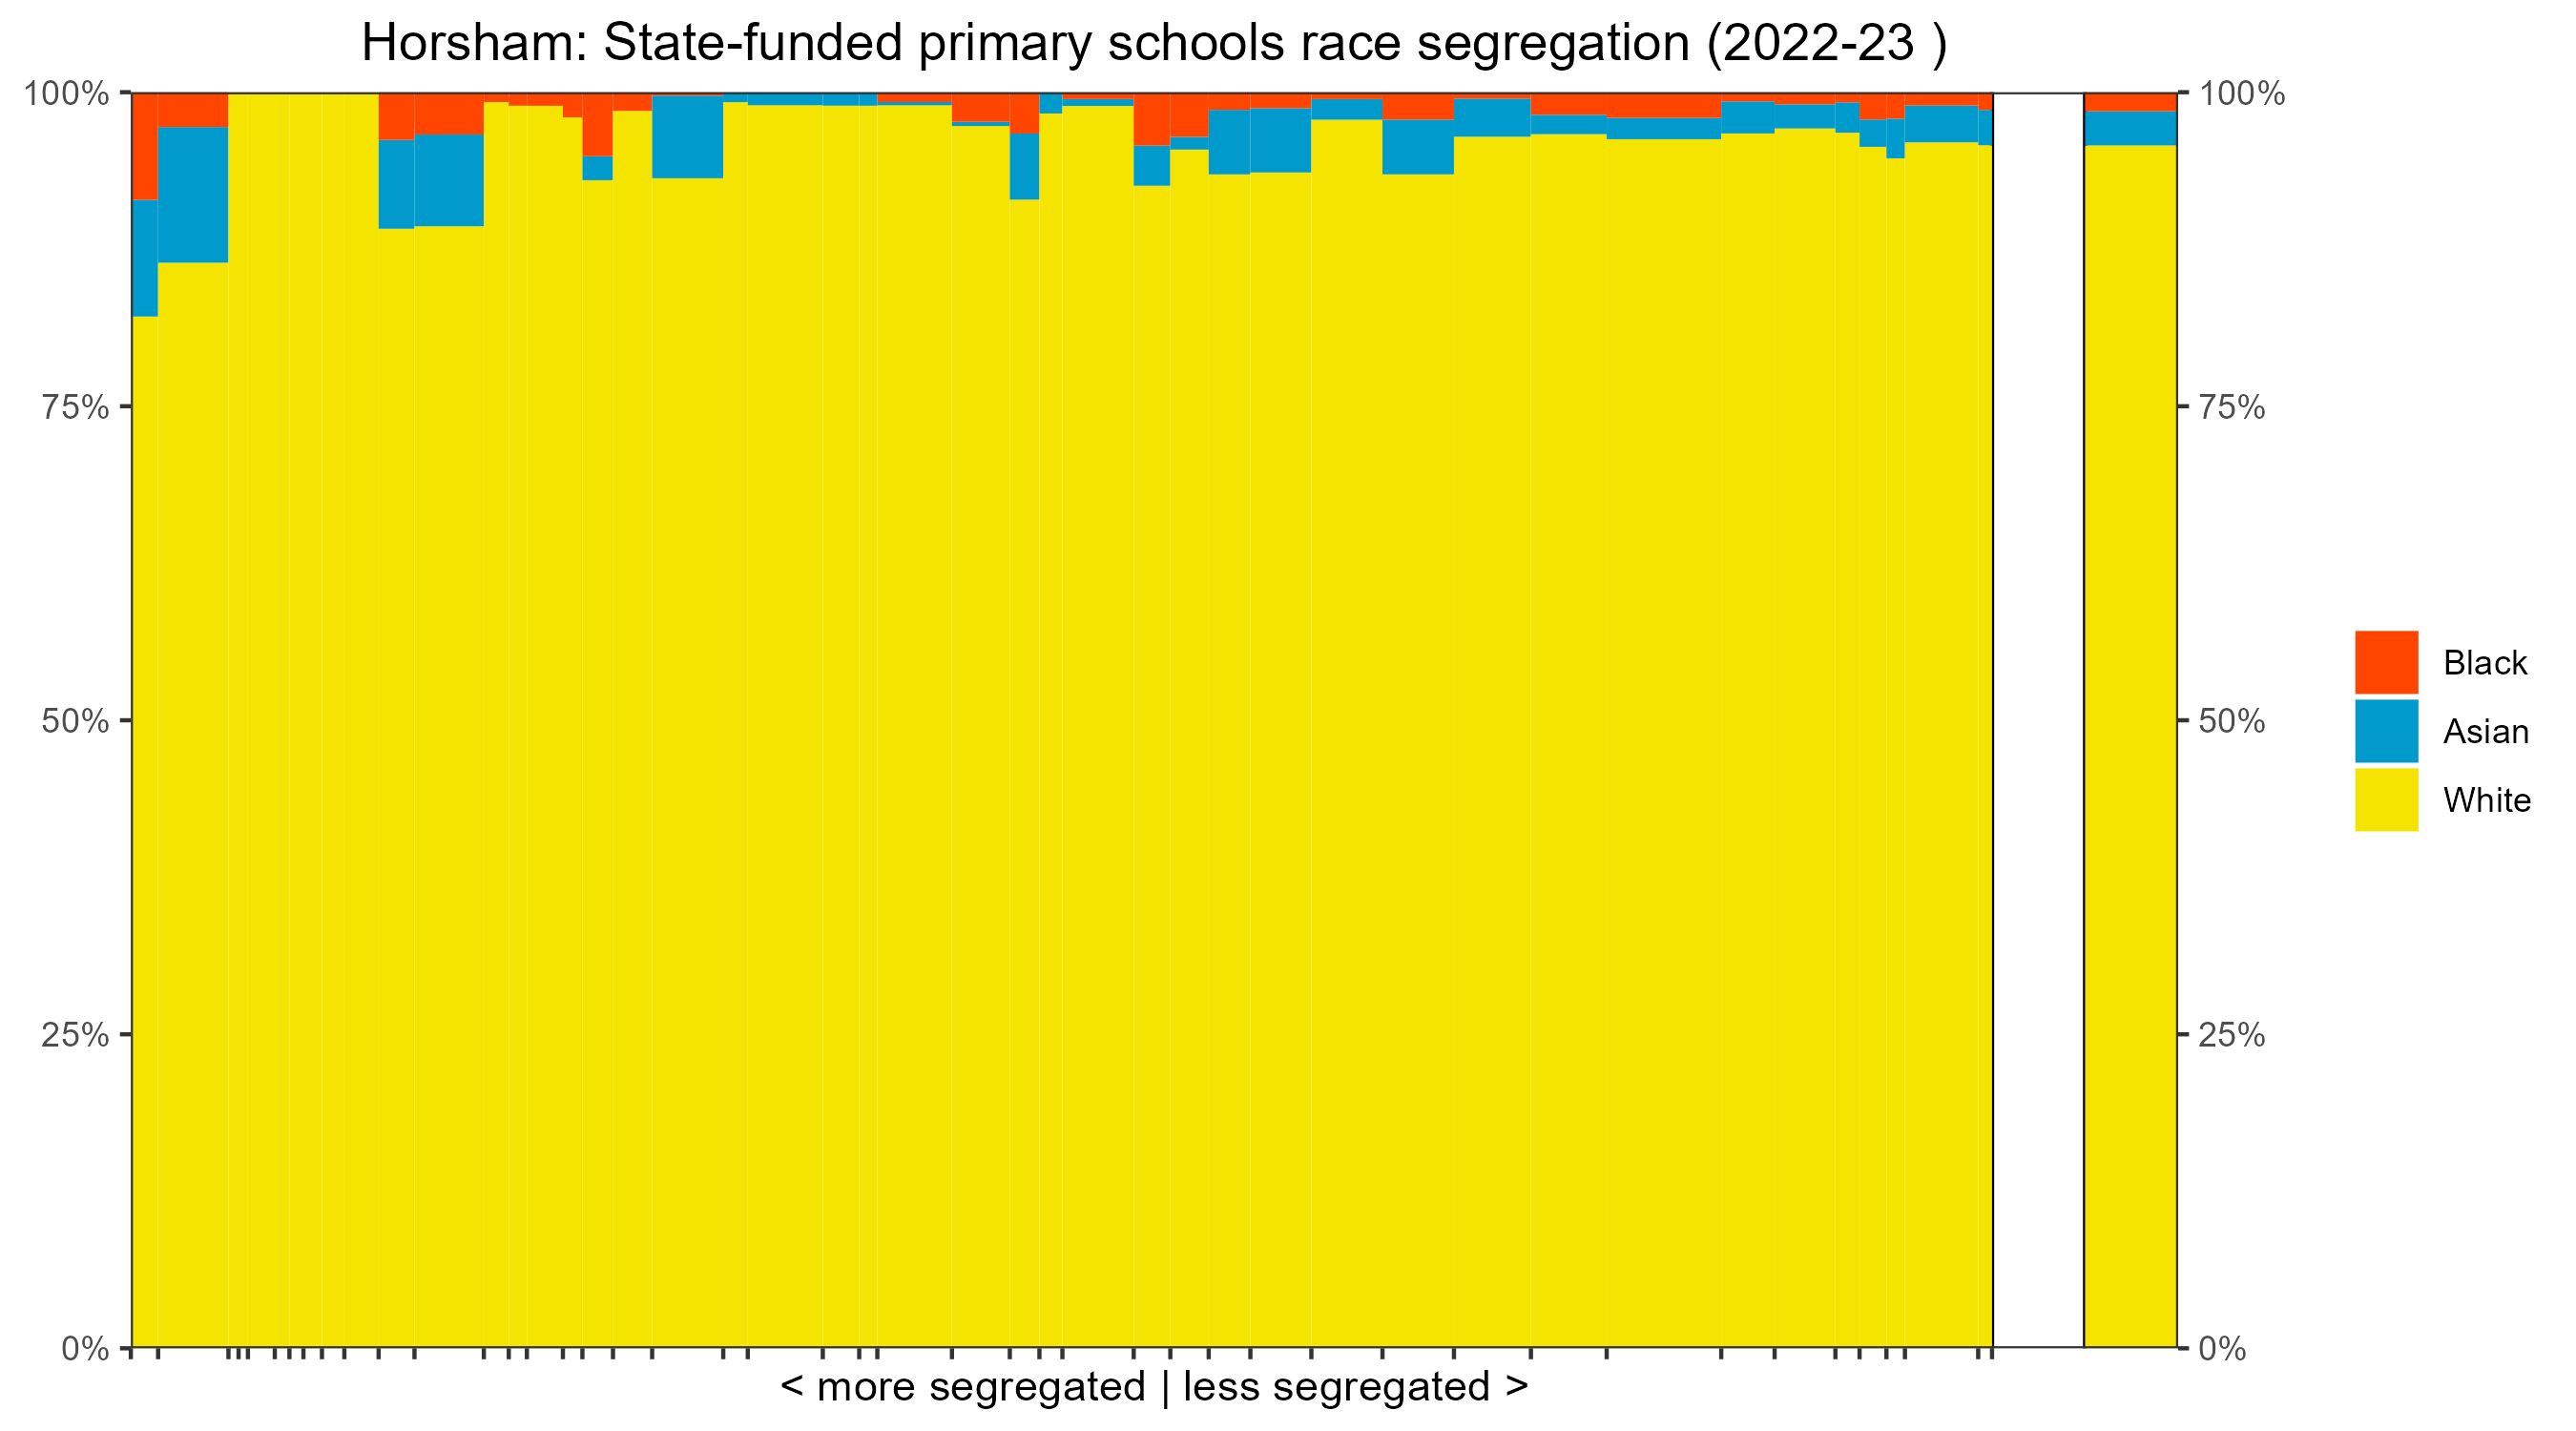 Horsham: State-funded primary schools race segregation (2022-23 )
100%
75%
50%
25%
0%
100%
75%
50%
25%
0%
Black
Asian
White
< more segregated | less segregated >